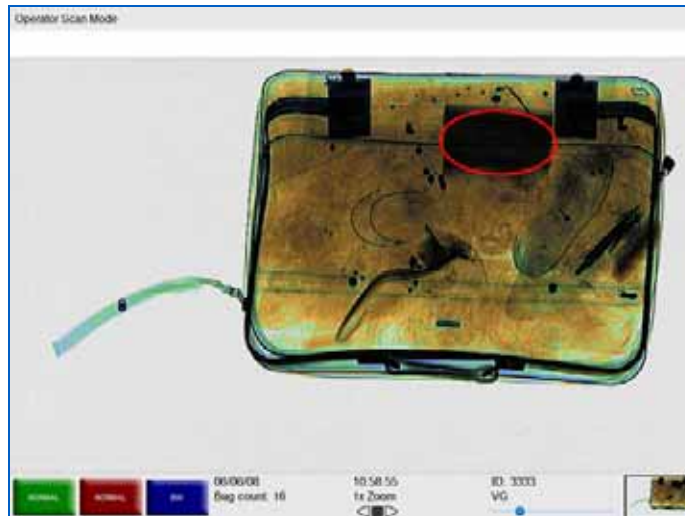 Operator Scan Mode
NORMAL NORMAL BW 06/06/08 10:58:55 ID: 3333
Bag count: 16 1x Zoom VG